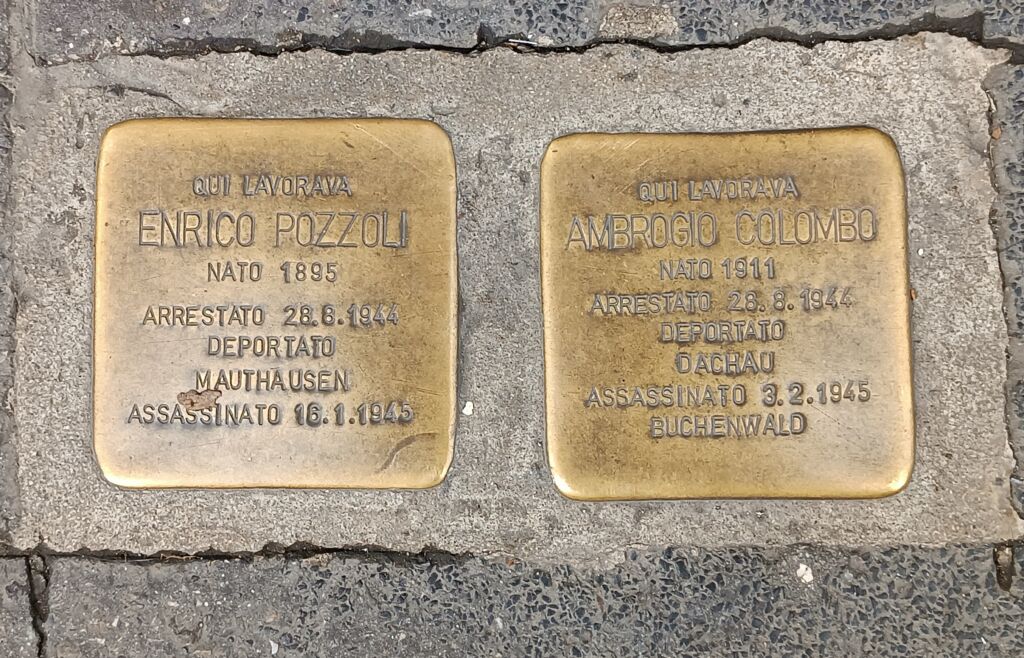 QUI LAVORAVA
ENRICO POZZOLI
NATO 1895
ARRESTATO 28.8.1944
DEPORTATO
MAUTHAUSEN
ASSASSINATO 16.1.1945
QUI LAVORAVA
AMBROGIO COLOMBO
NATO 1911
ARRESTATO 28.8.1944
DEPORTATO
DACHAU
ASSASSINATO 3.2.1945
BUCHENWALD